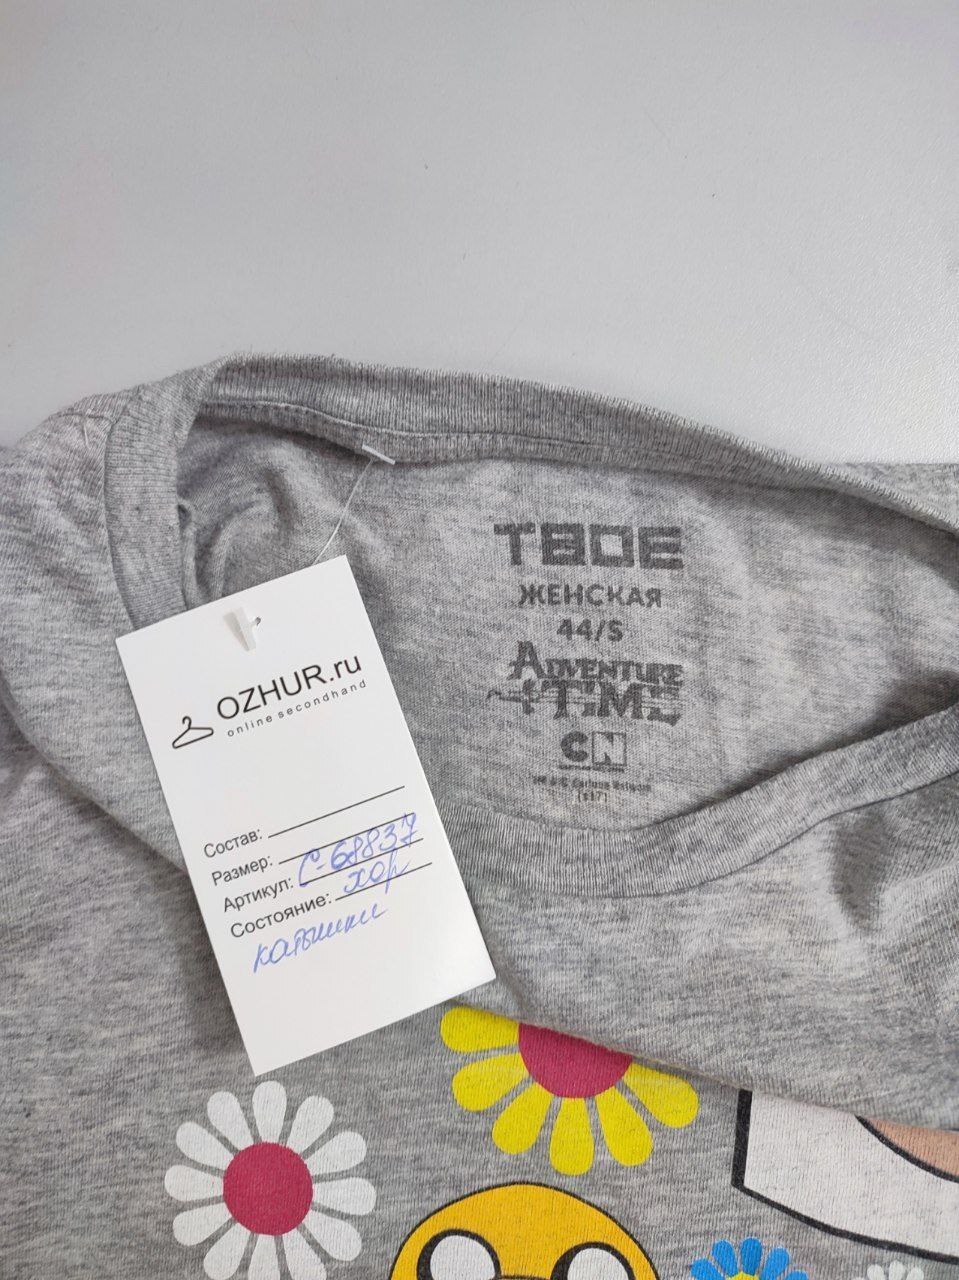 ТВОЕ
ЖЕНСКАЯ
44/S
ADVENTURE
TIME
CN
OZHUR.ru
online secondhand
Состав:
Размер:
Артикул: С-68837
Состояние: хор
катышки